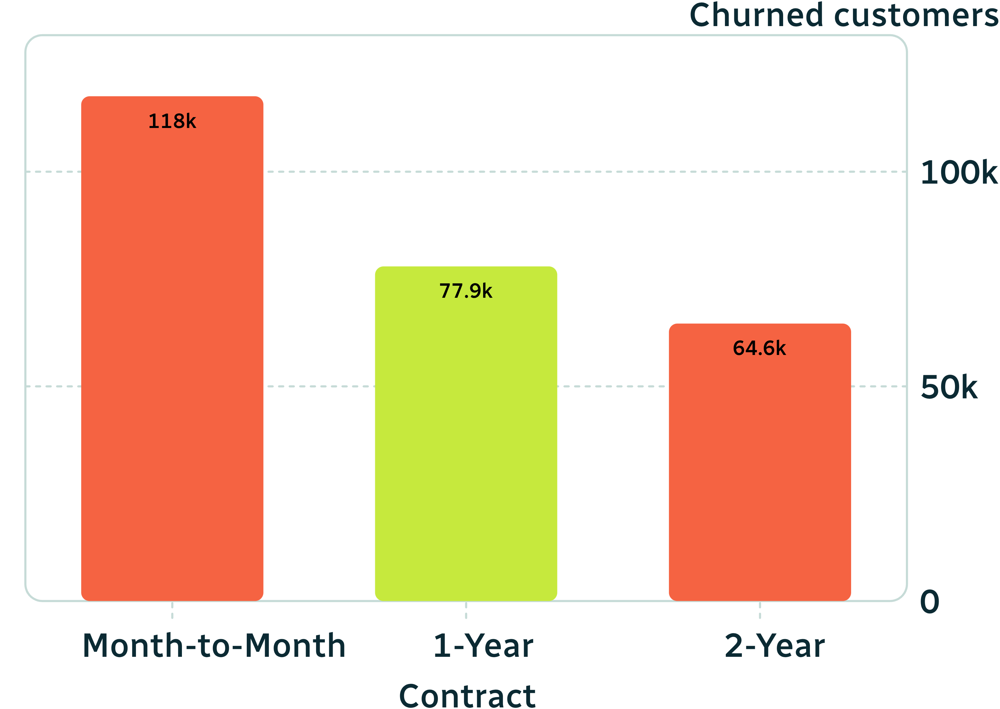 Churned customers
118k
100k
77.9k
64.6k
50k
0
Month-to-Month 1-Year 2-Year
Contract